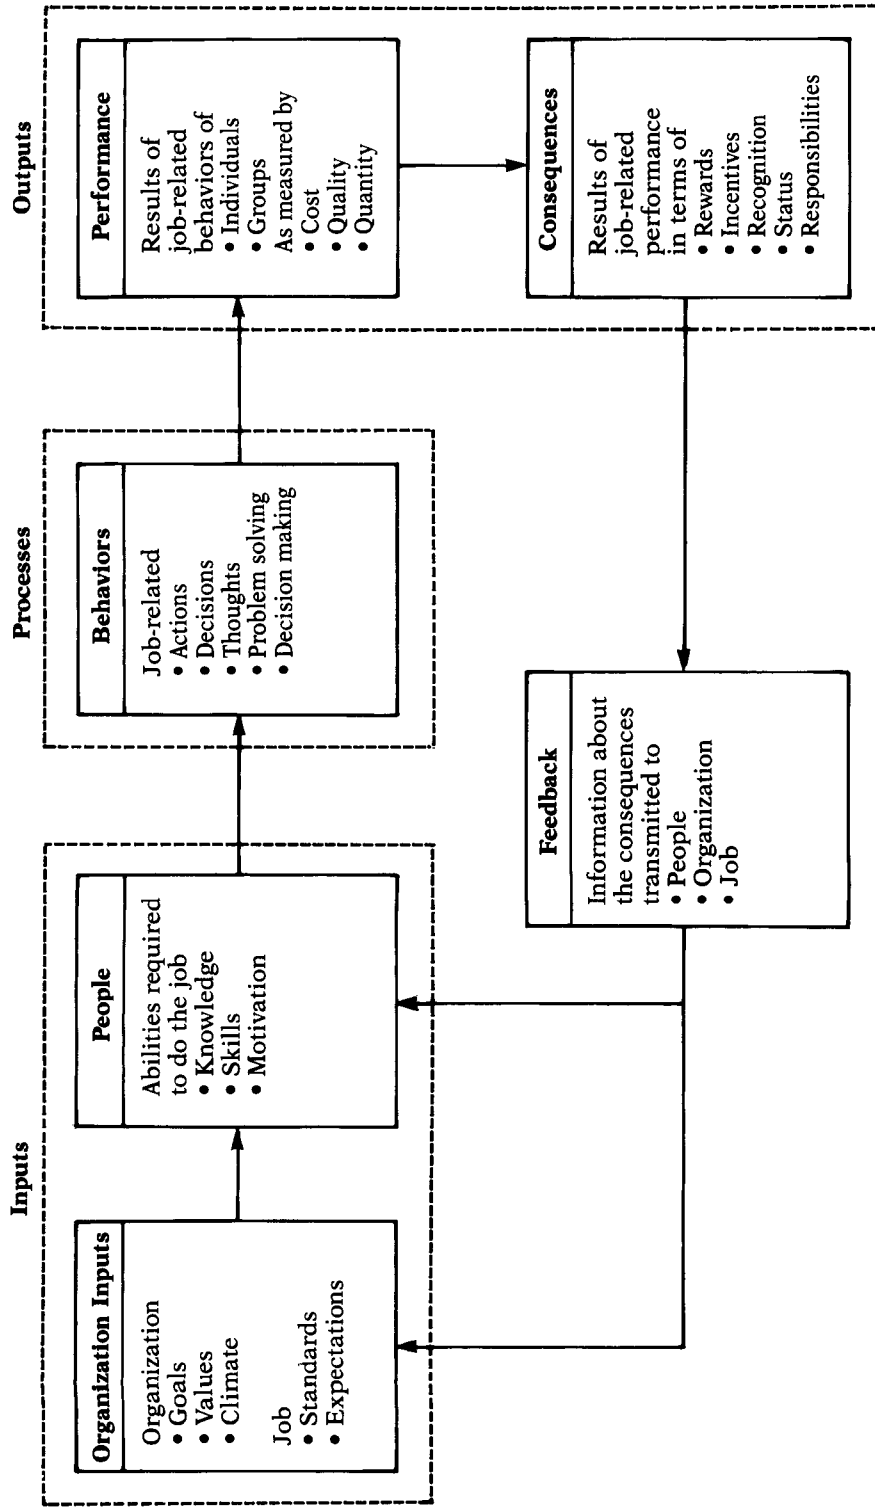 Inputs
Organization Inputs
Organization
• Goals
• Values
• Climate
Job
• Standards
• Expectations
People
Abilities required
to do the job
• Knowledge
• Skills
• Motivation
Processes
Behaviors
Job-related
• Actions
• Decisions
• Thoughts
• Problem solving
• Decision making
Outputs
Performance
Results of
job-related
behaviors of
• Individuals
• Groups
As measured by
• Cost
• Quality
• Quantity
Consequences
Results of
job-related
performance
in terms of
• Rewards
• Incentives
• Recognition
• Status
• Responsibilities
Feedback
Information about
the consequences
transmitted to
• People
• Organization
• Job